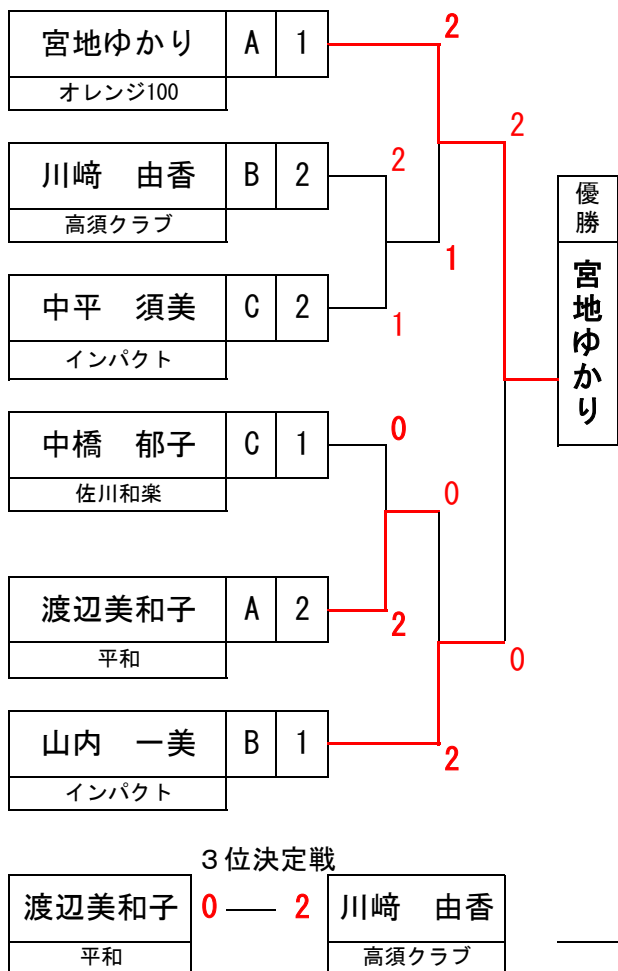 宮地ゆかり A 1 2
オレンジ100
2
川﨑 由香 B 2 2
高須クラブ
優勝
1
宮地ゆかり
中平 須美 C 2 1
インパクト
中橋 郁子 C 1 0
佐川和楽
0
渡辺美和子 A 2 2
平和
0
山内 一美 B 1 2
インパクト
3位決定戦
渡辺美和子 0 — 2 川﨑 由香
平和 高須クラブ